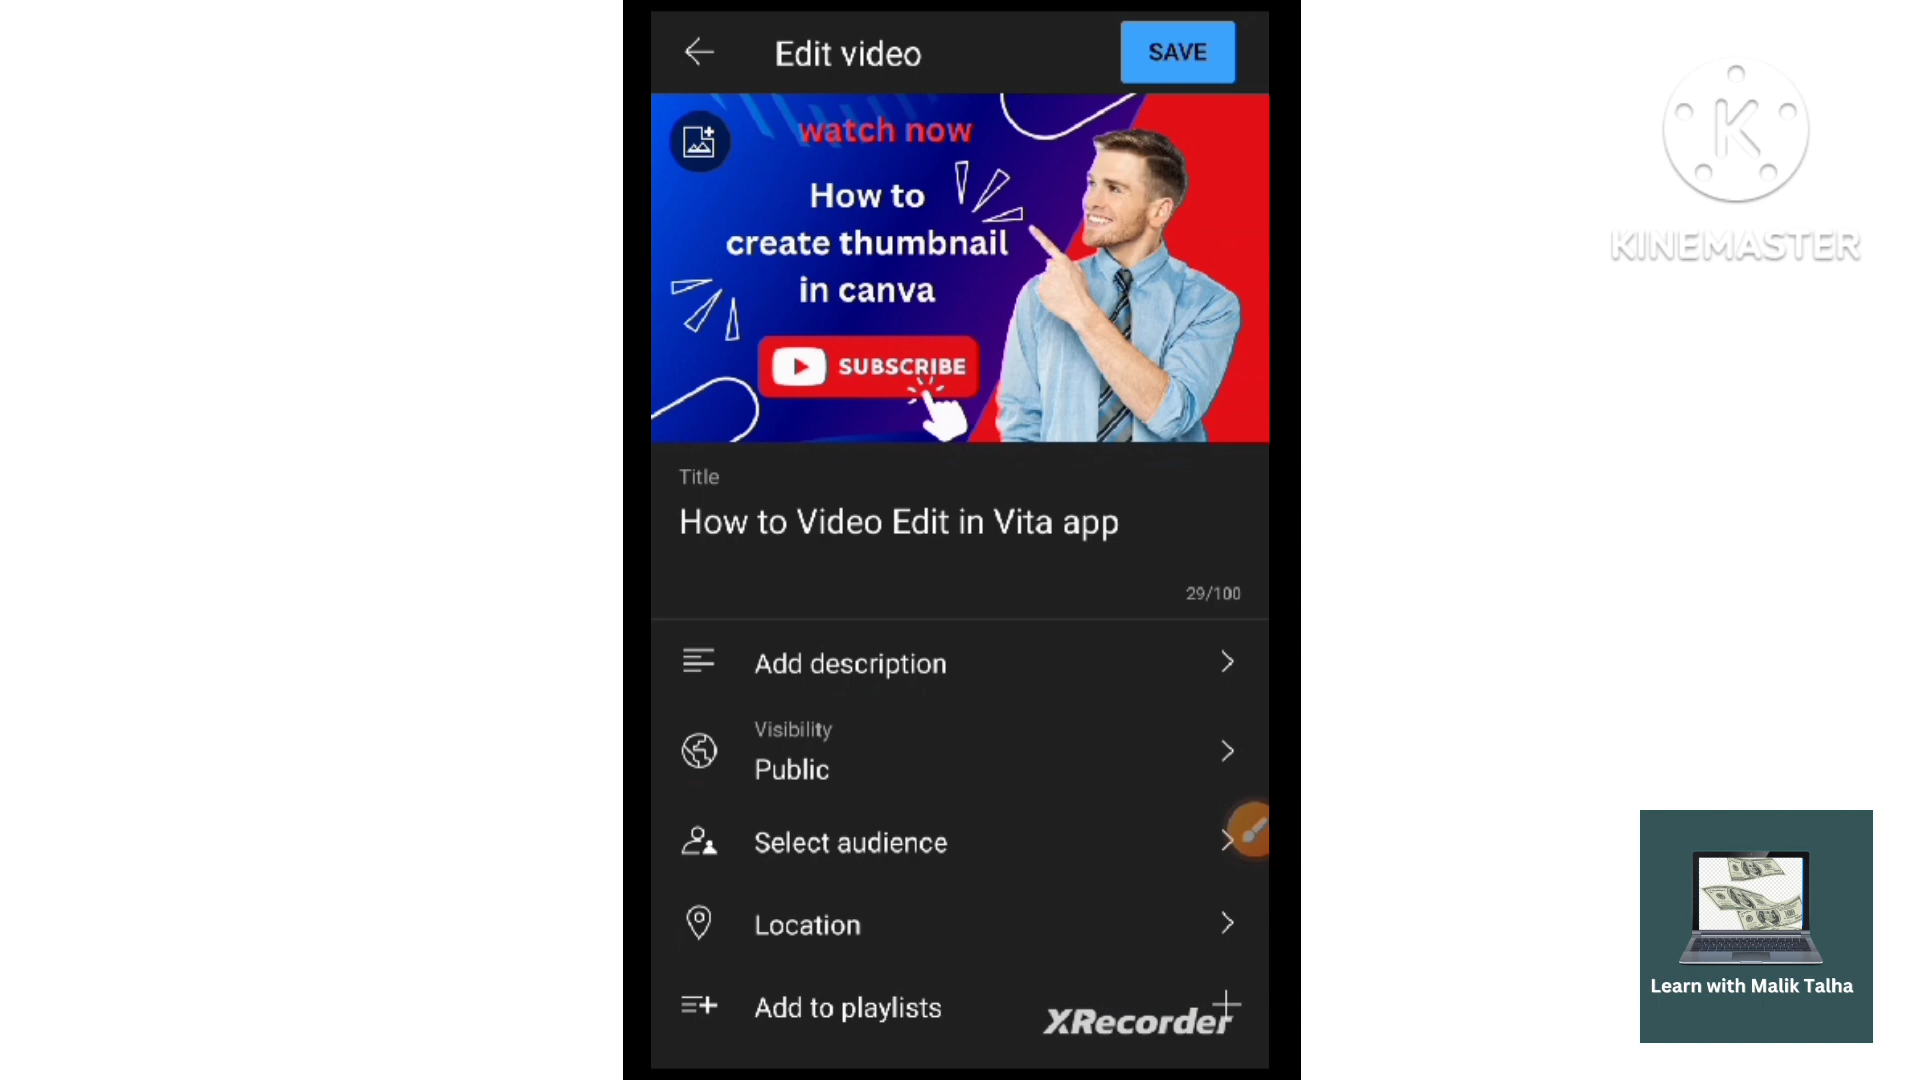 Edit video
SAVE
watch now
How to
create thumbnail
in canva
SUBSCRIBE
Title
How to Video Edit in Vita app
29/100
Add description
Visibility
Public
Select audience
Location
Add to playlists
XRecorder
K
KINEMASTER
Learn with Malik Talha